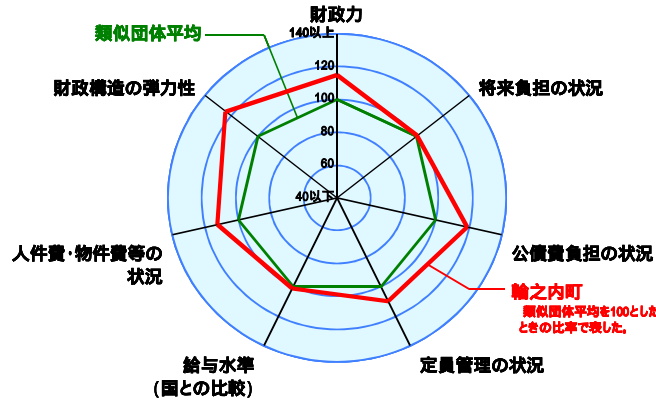 財政力
類似団体平均
140以上
120
100
80
60
40以下
財政構造の弾力性
将来負担の状況
人件費・物件費等の
状況
公債費負担の状況
輪之内町
類似団体平均を100とした
ときの比率で表した。
給与水準
(国との比較)
定員管理の状況